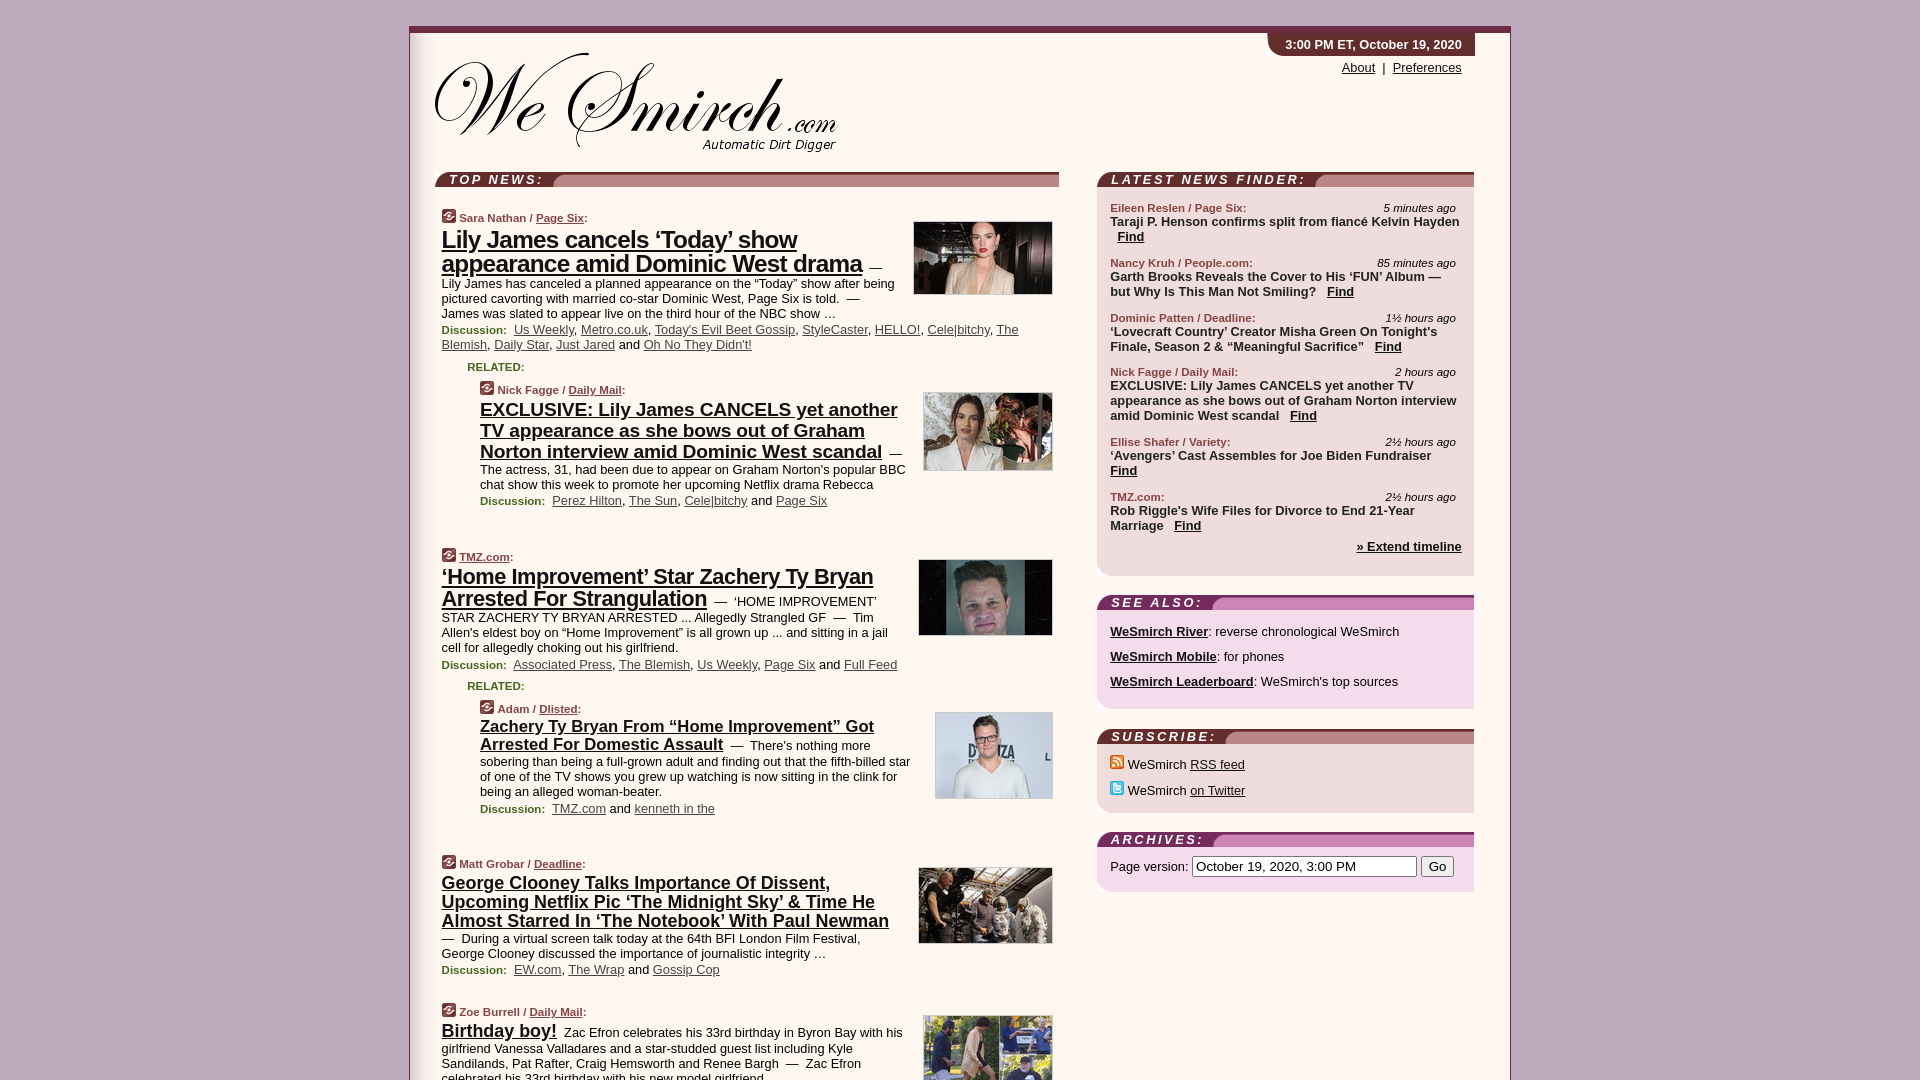 3:00 PM ET, October 19, 2020
About | Preferences
We Smirch.com
Automatic Dirt Digger
TOP NEWS:
Sara Nathan / Page Six:
Lily James cancels ‘Today’ show
appearance amid Dominic West drama —
Lily James has canceled a planned appearance on the “Today” show after being
pictured cavorting with married co-star Dominic West, Page Six is told. —
James was slated to appear live on the third hour of the NBC show …
Discussion: Us Weekly, Metro.co.uk, Today's Evil Beet Gossip, StyleCaster, HELLO!, Cele|bitchy, The
Blemish, Daily Star, Just Jared and Oh No They Didn't!
RELATED:
Nick Fagge / Daily Mail:
EXCLUSIVE: Lily James CANCELS yet another
TV appearance as she bows out of Graham
Norton interview amid Dominic West scandal —
The actress, 31, had been due to appear on Graham Norton's popular BBC
chat show this week to promote her upcoming Netflix drama Rebecca
Discussion: Perez Hilton, The Sun, Cele|bitchy and Page Six
TMZ.com:
‘Home Improvement’ Star Zachery Ty Bryan
Arrested For Strangulation — ‘HOME IMPROVEMENT’
STAR ZACHERY TY BRYAN ARRESTED ... Allegedly Strangled GF — Tim
Allen's eldest boy on “Home Improvement” is all grown up ... and sitting in a jail
cell for allegedly choking out his girlfriend.
Discussion: Associated Press, The Blemish, Us Weekly, Page Six and Full Feed
RELATED:
Adam / Dlisted:
Zachery Ty Bryan From “Home Improvement” Got
Arrested For Domestic Assault — There's nothing more
sobering than being a full-grown adult and finding out that the fifth-billed star
of one of the TV shows you grew up watching is now sitting in the clink for
being an alleged woman-beater.
Discussion: TMZ.com and kenneth in the
Matt Grobar / Deadline:
George Clooney Talks Importance Of Dissent,
Upcoming Netflix Pic ‘The Midnight Sky’ & Time He
Almost Starred In ‘The Notebook’ With Paul Newman
— During a virtual screen talk today at the 64th BFI London Film Festival,
George Clooney discussed the importance of journalistic integrity …
Discussion: EW.com, The Wrap and Gossip Cop
Zoe Burrell / Daily Mail:
Birthday boy! Zac Efron celebrates his 33rd birthday in Byron Bay with his
girlfriend Vanessa Valladares and a star-studded guest list including Kyle
Sandilands, Pat Rafter, Craig Hemsworth and Renee Bargh — Zac Efron
celebrated his 33rd birthday with his new model girlfriend
LATEST NEWS FINDER:
Eileen Reslen / Page Six: 5 minutes ago
Taraji P. Henson confirms split from fiancé Kelvin Hayden
Find
Nancy Kruh / People.com: 85 minutes ago
Garth Brooks Reveals the Cover to His ‘FUN’ Album —
but Why Is This Man Not Smiling? Find
Dominic Patten / Deadline: 1½ hours ago
‘Lovecraft Country’ Creator Misha Green On Tonight's
Finale, Season 2 & “Meaningful Sacrifice” Find
Nick Fagge / Daily Mail: 2 hours ago
EXCLUSIVE: Lily James CANCELS yet another TV
appearance as she bows out of Graham Norton interview
amid Dominic West scandal Find
Ellise Shafer / Variety: 2½ hours ago
‘Avengers’ Cast Assembles for Joe Biden Fundraiser
Find
TMZ.com: 2½ hours ago
Rob Riggle's Wife Files for Divorce to End 21-Year
Marriage Find
» Extend timeline
SEE ALSO:
WeSmirch River: reverse chronological WeSmirch
WeSmirch Mobile: for phones
WeSmirch Leaderboard: WeSmirch's top sources
SUBSCRIBE:
WeSmirch RSS feed
WeSmirch on Twitter
ARCHIVES:
Page version: October 19, 2020, 3:00 PM Go